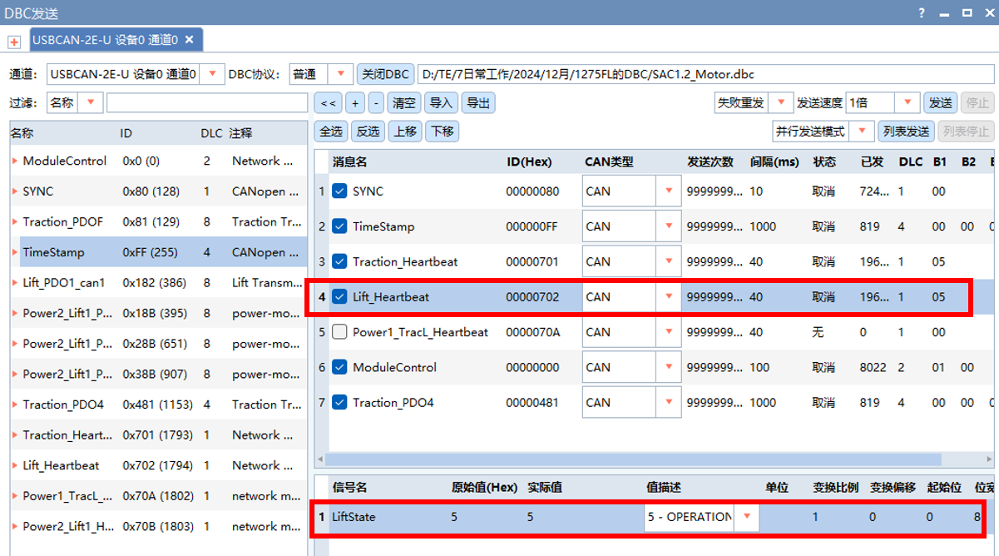 DBC发送 ?
USBCAN-2E-U 设备0 通道0
通道: USBCAN-2E-U 设备0 通道0 DBC协议: 普通 关闭DBC D:/TE/7日常工作/2024/12月/1275FL的DBC/SAC1.2_Motor.dbc
过滤: 名称 << + - 清空 导入 导出 失败重发 发送速度 1倍 发送 停止
全选 反选 上移 下移 并行发送模式 列表发送 列表停止
名称 ID DLC 注释
ModuleControl 0x0 (0) 2 Network ...
SYNC 0x80 (128) 1 CANopen ...
Traction_PDOF 0x81 (129) 8 Traction Tr...
TimeStamp 0xFF (255) 4 CANopen ...
Lift_PDO1_can1 0x182 (386) 8 Lift Transm...
Power2_Lift1_P... 0x18B (395) 8 power-mo...
Power2_Lift1_P... 0x28B (651) 8 power-mo...
Power2_Lift1_P... 0x38B (907) 8 power-mo...
Traction_PDO4 0x481 (1153) 4 Traction Tr...
Traction_Heart... 0x701 (1793) 1 Network ...
Lift_Heartbeat 0x702 (1794) 1 Network ...
Power1_TracL_... 0x70A (1802) 1 network m...
Power2_Lift1_H... 0x70B (1803) 1 network m...
消息名 ID(Hex) CAN类型 发送次数 间隔(ms) 状态 已发 DLC B1 B2
1 SYNC 00000080 CAN 9999999... 10 取消 724... 1 00
2 TimeStamp 000000FF CAN 9999999... 1000 取消 819 4 00 00
3 Traction_Heartbeat 00000701 CAN 9999999... 40 取消 196... 1 05
4 Lift_Heartbeat 00000702 CAN 9999999... 40 取消 196... 1 05
5 Power1_TracL_Heartbeat 0000070A CAN 9999999... 40 无 0 1 00
6 ModuleControl 00000000 CAN 9999999... 100 取消 8022 2 01 00
7 Traction_PDO4 00000481 CAN 9999999... 1000 取消 819 4 00 00
信号名 原始值(Hex) 实际值 值描述 单位 变换比例 变换偏移 起始位 位宽
1 LiftState 5 5 5 - OPERATION 1 0 0 8